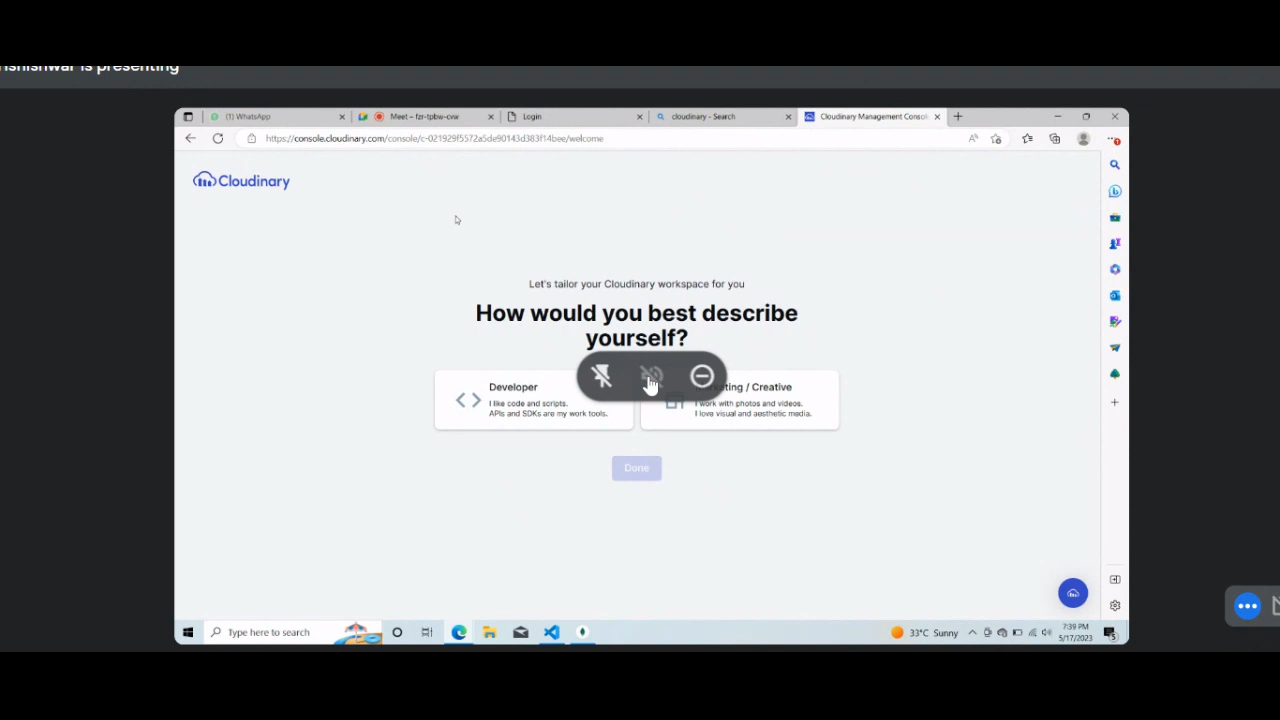 is presenting
(1) WhatsApp
Meet – fzr-tpbw-cvw
Login
cloudinary - Search
Cloudinary Management Consol
https://console.cloudinary.com/console/c-021929f5572a5de90143d383f14bee/welcome
Cloudinary
Let's tailor your Cloudinary workspace for you
How would you best describe
yourself?
Developer
I like code and scripts.
APIs and SDKs are my work tools.
/ Creative
I work with photos and videos.
I love visual and aesthetic media.
Done
Type here to search
33°C Sunny
7:39 PM
5/17/2023